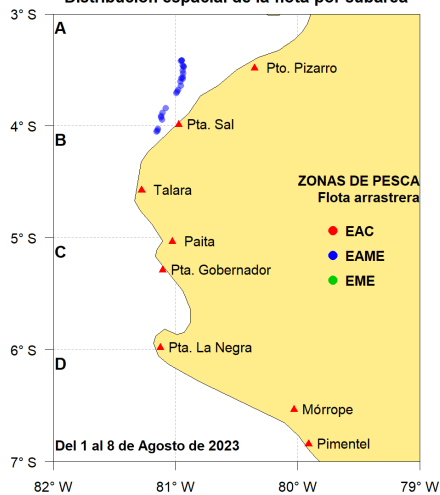 Distribución espacial de la flota por subárea
3° S
A
Pto. Pizarro
4° S
Pta. Sal
B
ZONAS DE PESCA
Talara
Flota arrastrera
EAC
5° S
Paita
C
EAME
Pta. Gobernador
EME
6° S
Pta. La Negra
D
Mórrope
Del 1 al 8 de Agosto de 2023
Pimentel
7° S
82° W
81° W
80° W
79° W